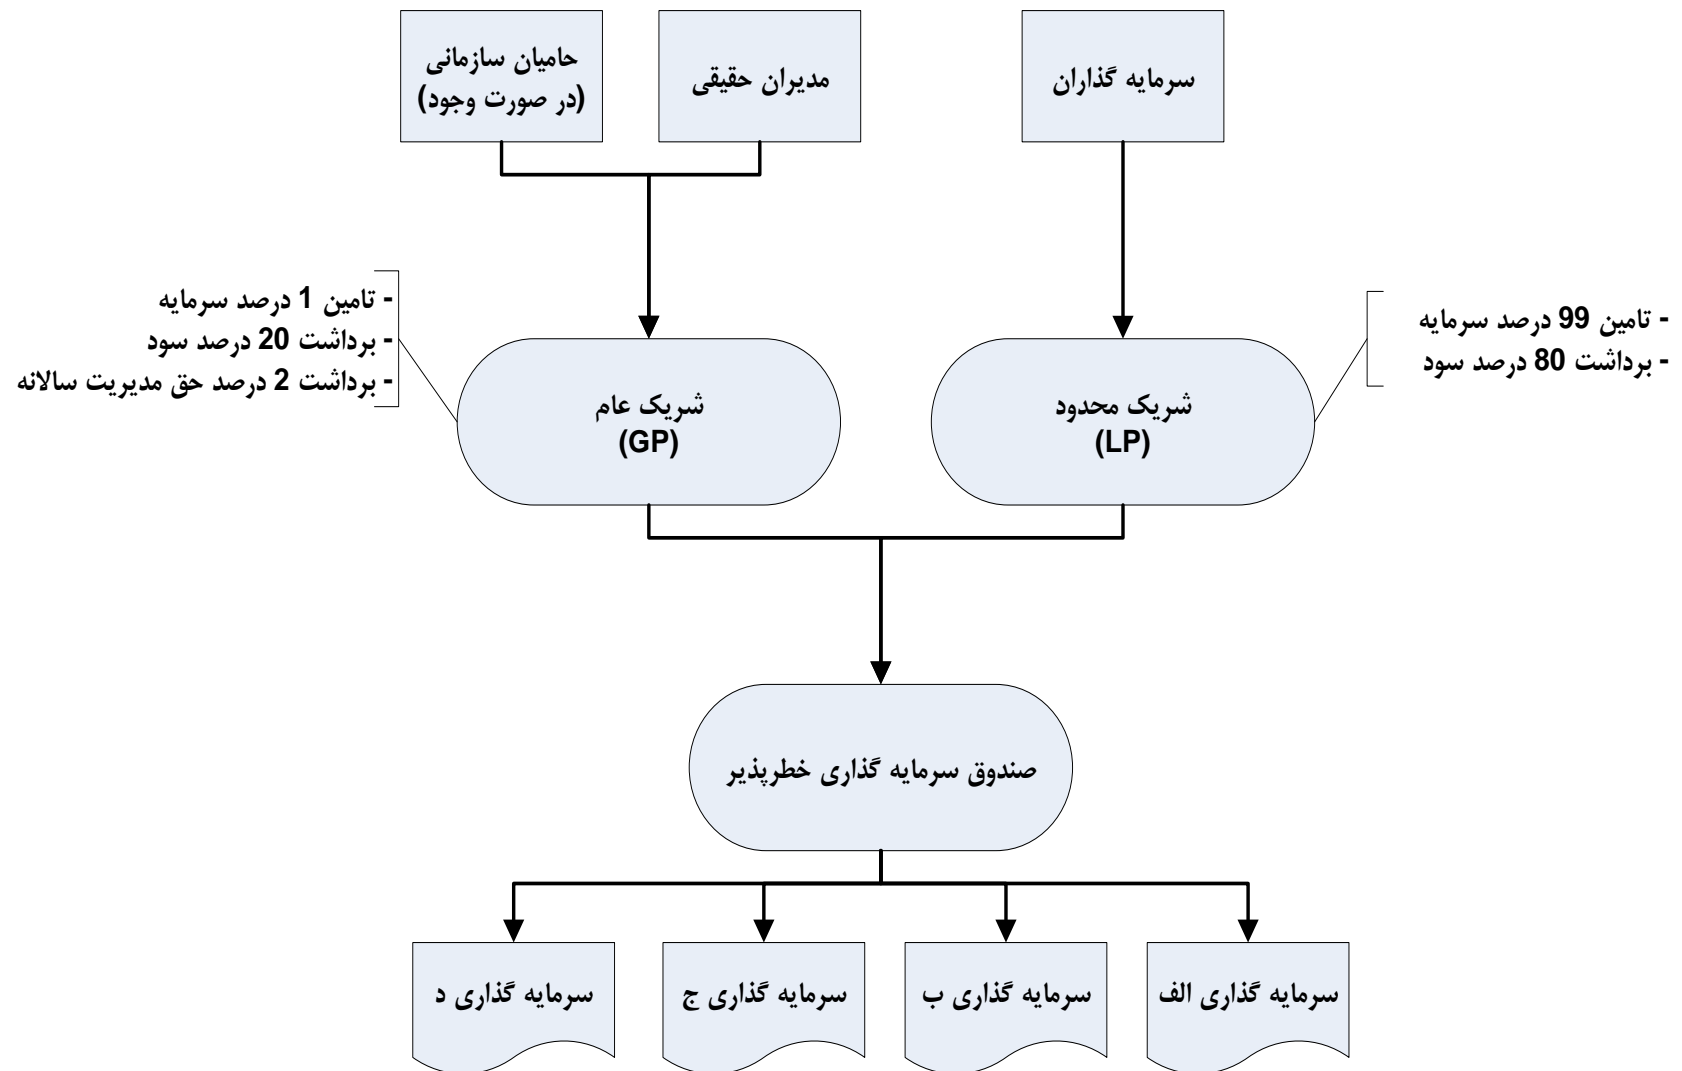 سرمایه گذاران
مدیران حقیقی
حامیان سازمانی
(در صورت وجود)
- تامین 99 درصد سرمایه
- برداشت 80 درصد سود
- تامین 1 درصد سرمایه
- برداشت 20 درصد سود
- برداشت 2 درصد حق مدیریت سالانه
شریک محدود
(LP)
شریک عام
(GP)
صندوق سرمایه گذاری خطرپذیر
سرمایه گذاری الف
سرمایه گذاری ب
سرمایه گذاری ج
سرمایه گذاری د